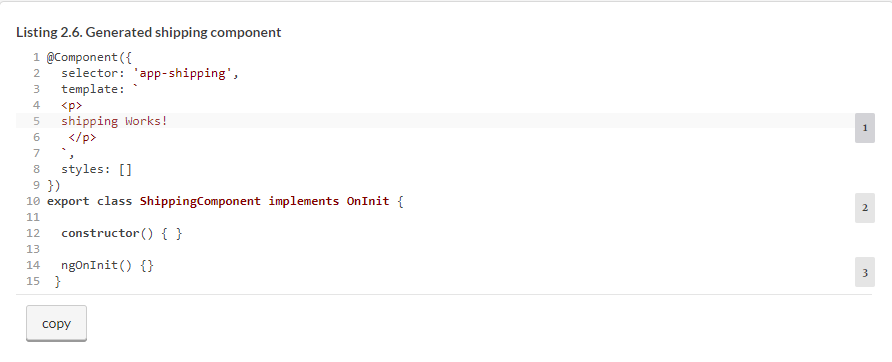 Listing 2.6. Generated shipping component
1 @Component({
2   selector: 'app-shipping',
3   template: `
4   <p>
5   shipping Works!
1
6    </p>
7   `,
8   styles: []
9 })
10 export class ShippingComponent implements OnInit {
2
11
12   constructor() { }
13
14   ngOnInit() {}
3
15  }
copy